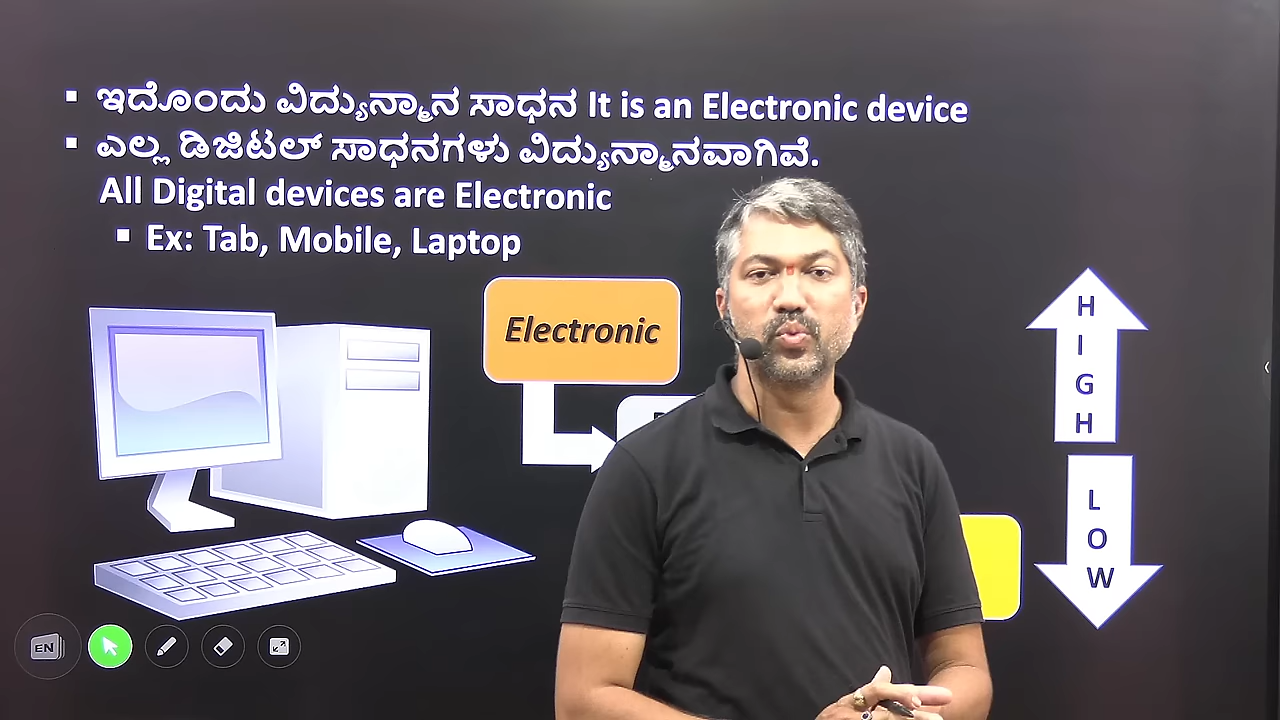 ▪ ಇದೊಂದು ವಿದ್ಯುನ್ಮಾನ ಸಾಧನ It is an Electronic device
▪ ಎಲ್ಲ ಡಿಜಿಟಲ್ ಸಾಧನಗಳು ವಿದ್ಯುನ್ಮಾನವಾಗಿವೆ.
All Digital devices are Electronic
▪ Ex: Tab, Mobile, Laptop
Electronic
HIGH
LOW
EN